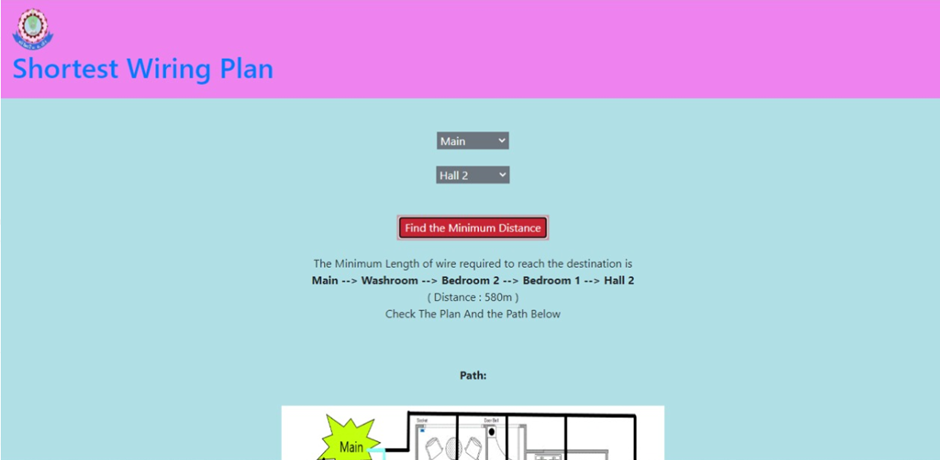 Shortest Wiring Plan
Main
Hall 2
Find the Minimum Distance
The Minimum Length of wire required to reach the destination is
Main --> Washroom --> Bedroom 2 --> Bedroom 1 --> Hall 2
( Distance : 580m )
Check The Plan And the Path Below
Path:
Main